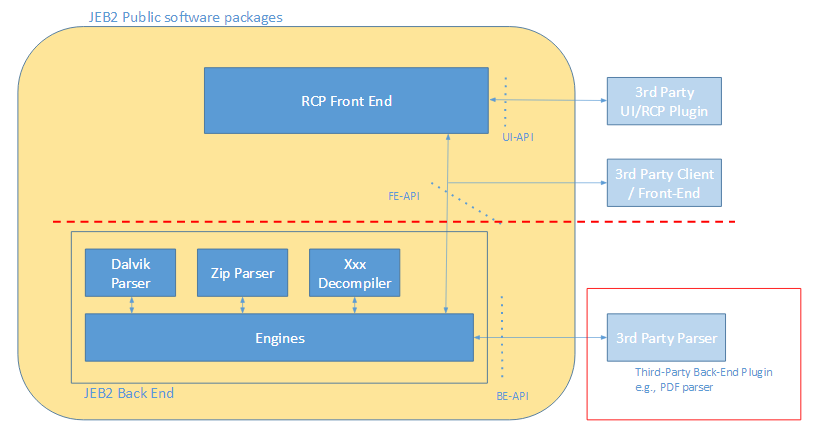 JEB2 Public software packages
RCP Front End
3rd Party
UI/RCP Plugin
UI-API
3rd Party Client
/ Front-End
FE-API
Dalvik
Parser
Zip Parser
Xxx
Decompiler
Engines
3rd Party Parser
Third-Party Back-End Plugin
e.g., PDF parser
JEB2 Back End
BE-API